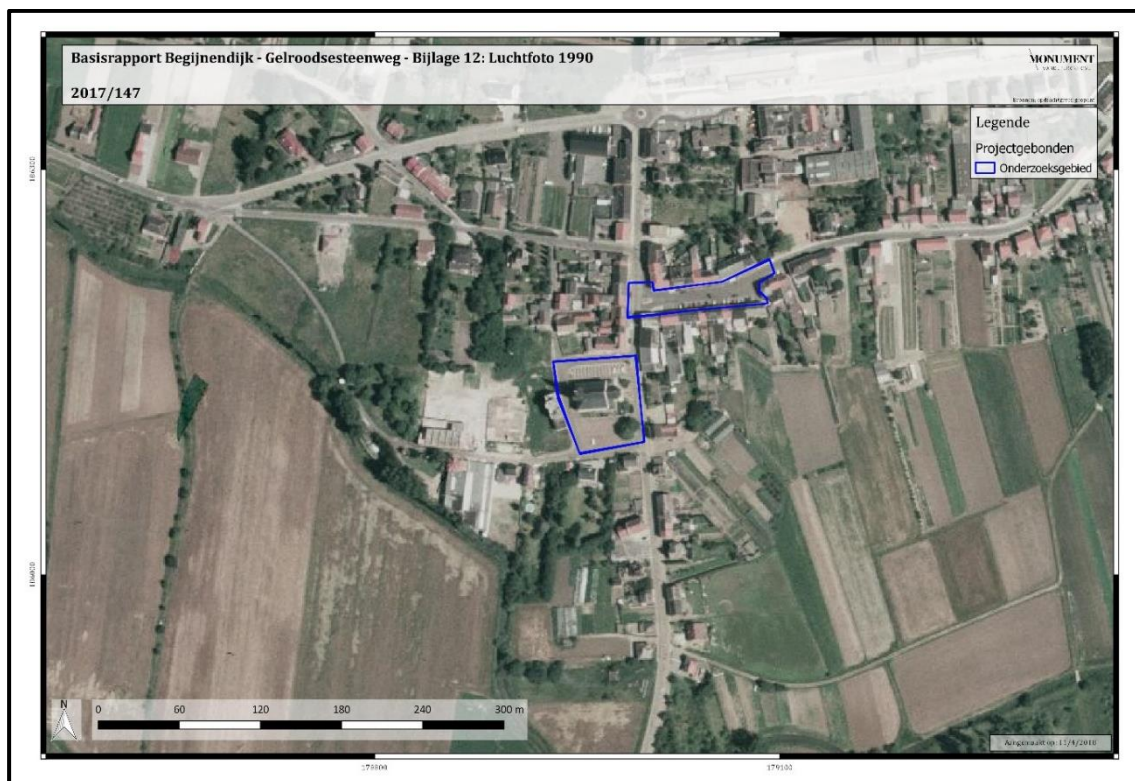 Basisrapport Begijnendijk - Gelroodsesteenweg - Bijlage 12: Luchtfoto 1990
2017/147
MONUMENT
Legende
Projectgebonden
Onderzoeksgebied
N
0 60 120 180 240 300 m